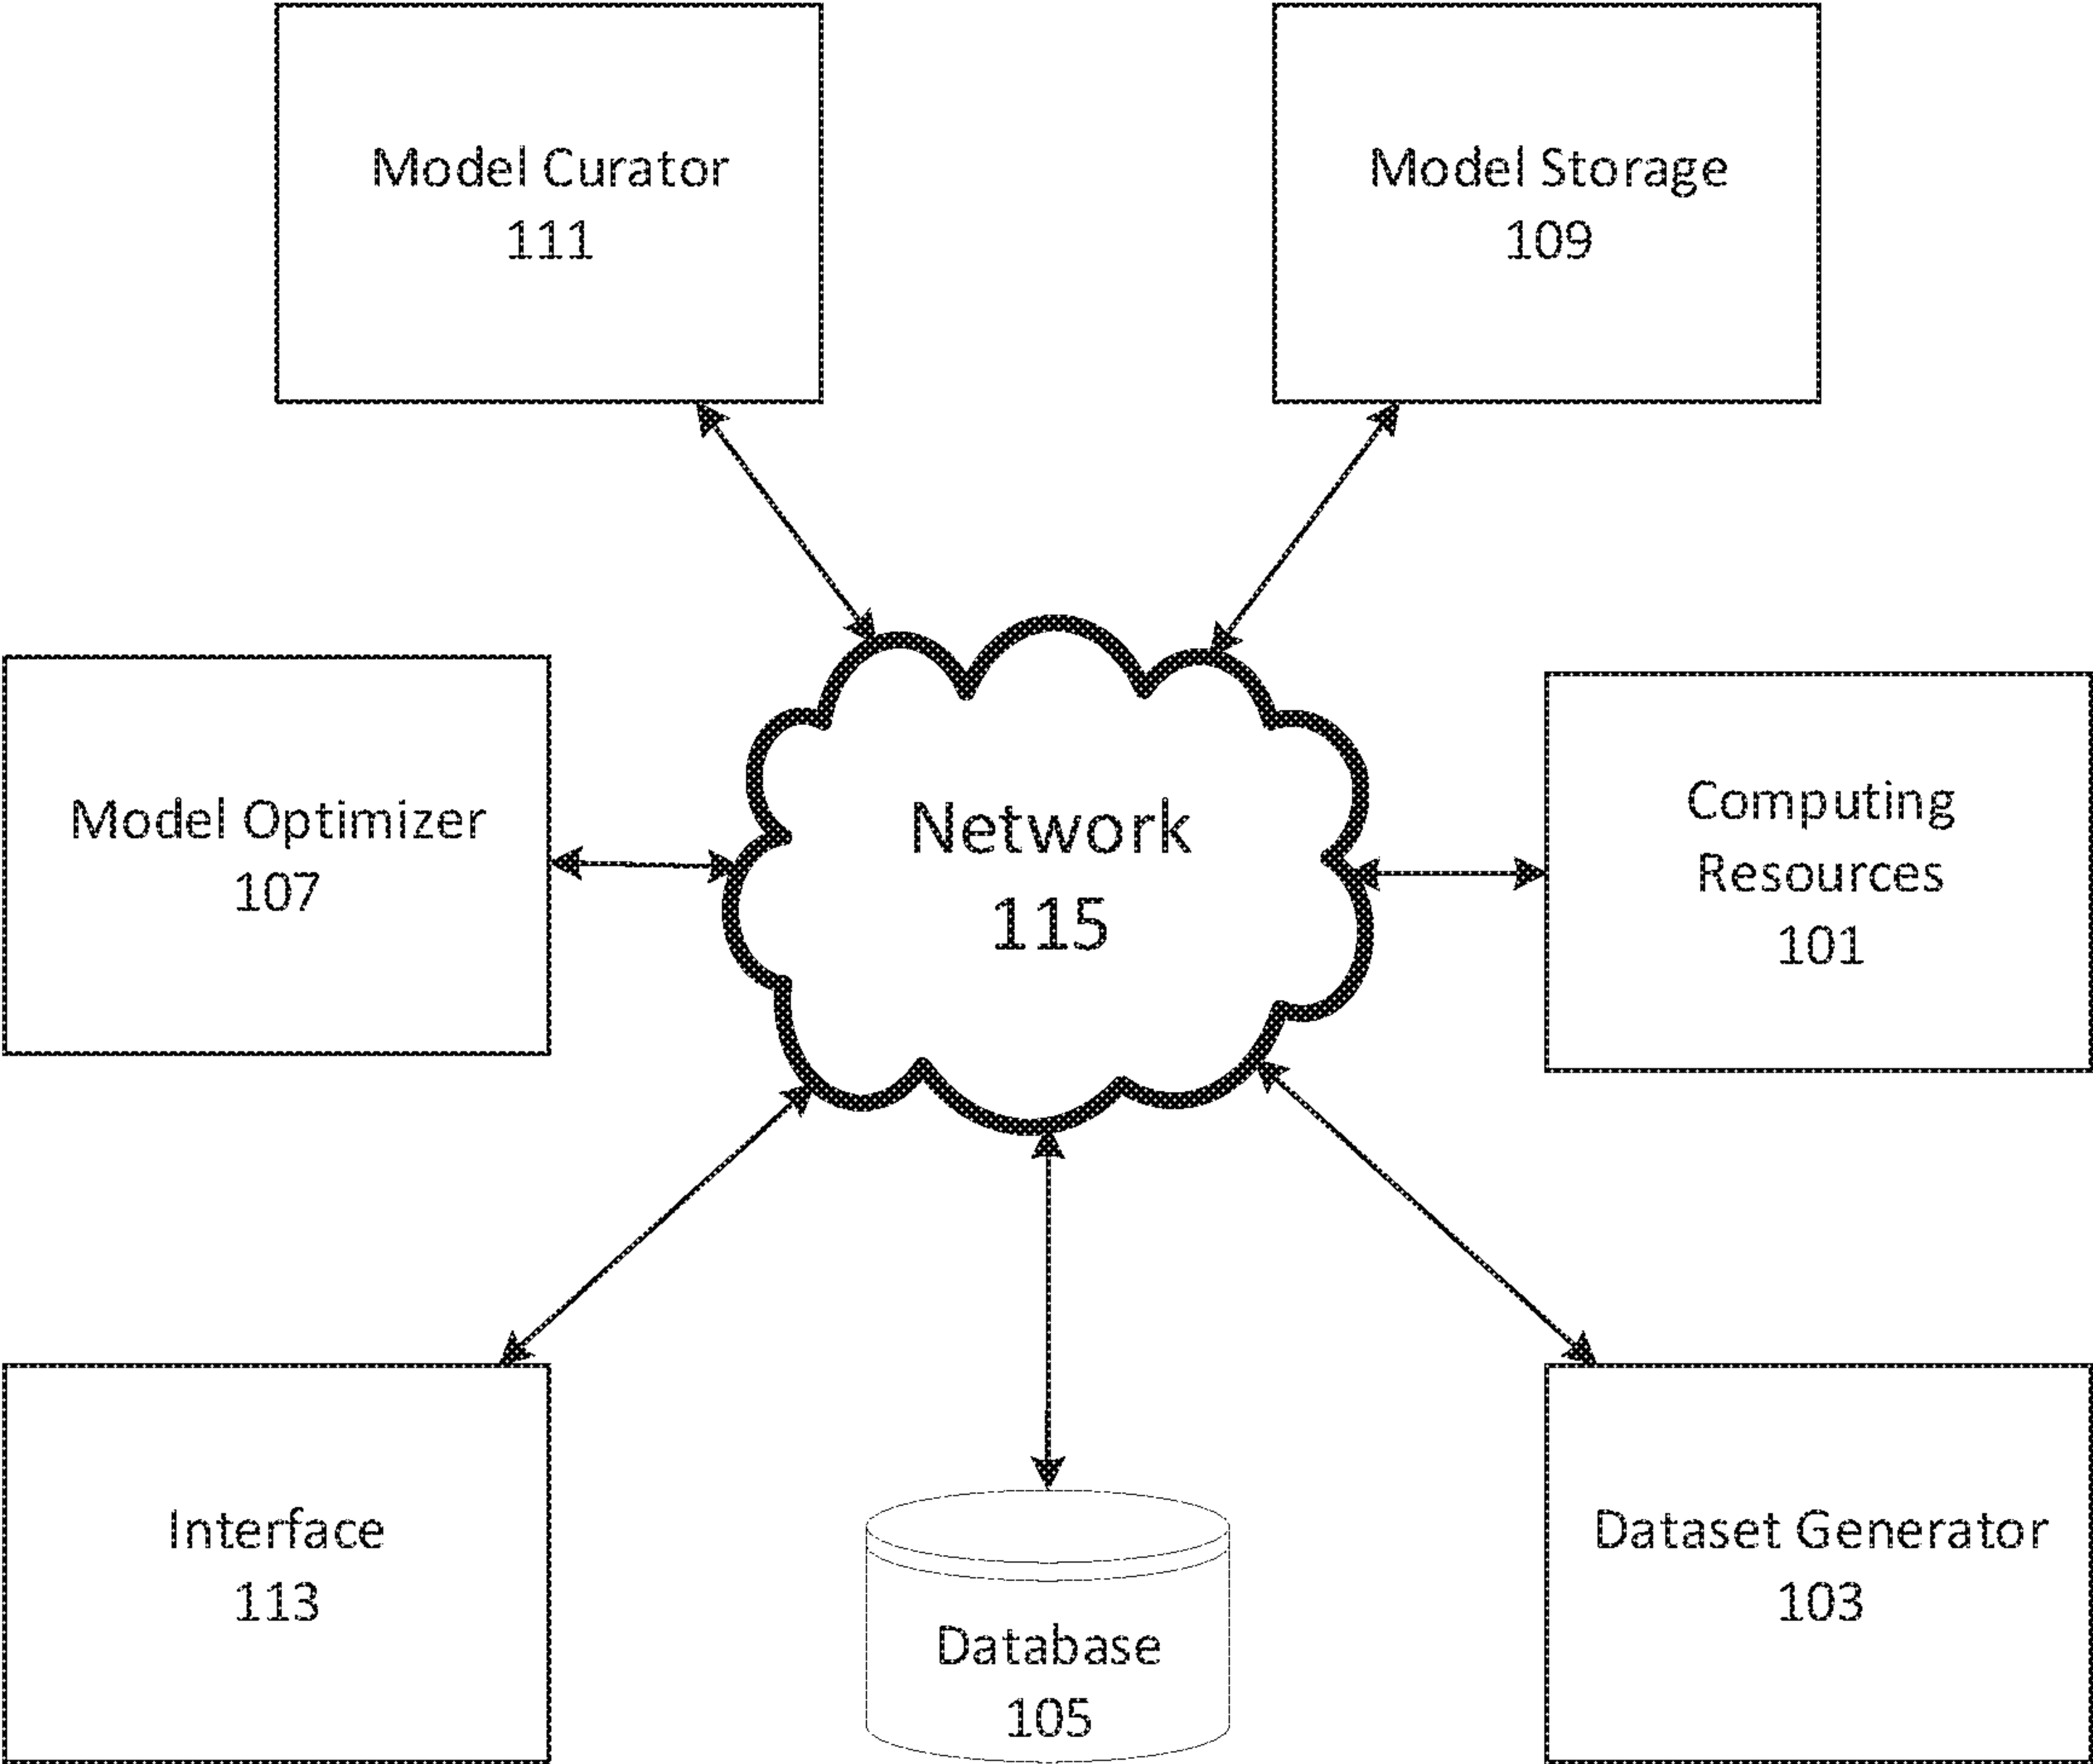 Model Curator
111
Model Storage
109
Model Optimizer
107
Network
115
Computing
Resources
101
Interface
113
Database
105
Dataset Generator
103